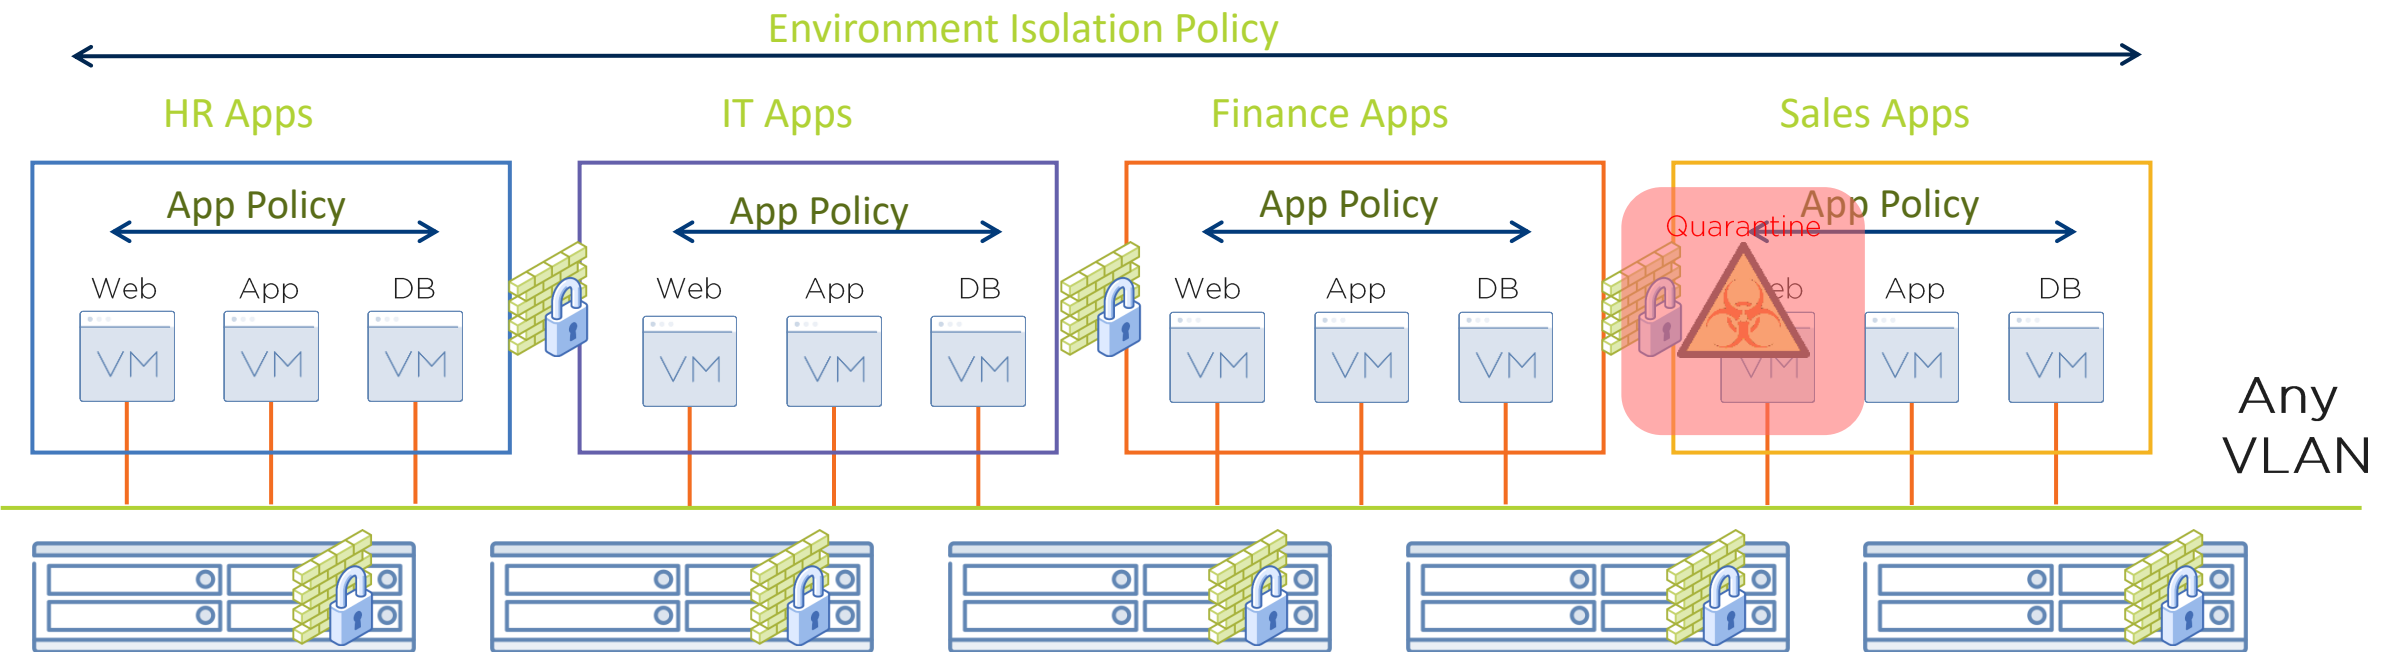 Environment Isolation Policy
HR Apps
IT Apps
Finance Apps
Sales Apps
App Policy
App Policy
App Policy
App Policy
Quarantine
Web
App
DB
Web
App
DB
Web
App
DB
Web
App
DB
VM
VM
VM
VM
VM
VM
VM
VM
VM
VM
VM
VM
Any
VLAN